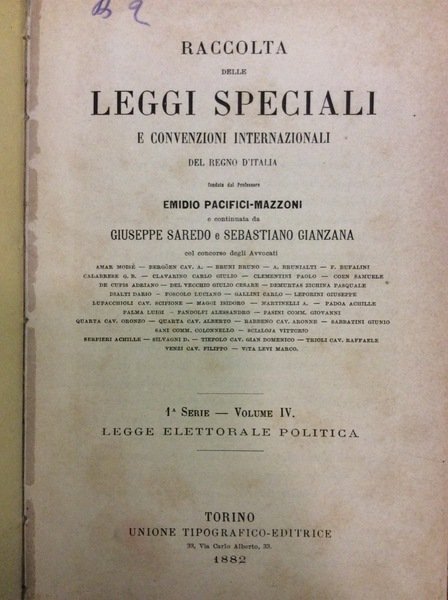 RACCOLTA
DELLE
LEGGI SPECIALI
E CONVENZIONI INTERNAZIONALI
DEL REGNO D'ITALIA
fondata dal Professore
EMIDIO PACIFICI-MAZZONI
e continuata da
GIUSEPPE SAREDO e SEBASTIANO GIANZANA
col concorso degli Avvocati
AMAR MOISÈ — BERGÖEN CAV. A. — BRUNI BRUNO — A. BRUNIALTI — F. BUFALINI
CALABRESE G. B. — CLAVARINO CARLO GIULIO — CLEMENTINI PAOLO — COEN SAMUELE
DE CUPIS ADRIANO — DEL VECCHIO GIULIO CESARE — DEMURTAS ZICHINA PASQUALE
DIALTI DARIO — FOSCOLO LUCIANO — GALLINI CARLO — LEPORINI GIUSEPPE
LUPACCHIOLI CAV. SCIPIONE — MAGGI ISIDORO — MARTINELLI A. — PADOA ACHILLE
PALMA LUIGI — PANDOLFI ALESSANDRO — PASINI COMM. GIOVANNI
QUARTA CAV. ORONZO — QUARTA CAV. ALBERTO — RABBENO CAV. ARONNE — SABBATINI GIUNIO
SANI COMM. COLONNELLO — SCIALOJA VITTORIO
SERPIERI ACHILLE — SILVAGNI D. — TIEPOLO CAV. GIAN DOMENICO — TRIOLI CAV. RAFFAELE
VENZI CAV. FILIPPO — VITA LEVI MARCO.
1ª SERIE — VOLUME IV.
LEGGE ELETTORALE POLITICA
TORINO
UNIONE TIPOGRAFICO-EDITRICE
33, Via Carlo Alberto, 33.
1882